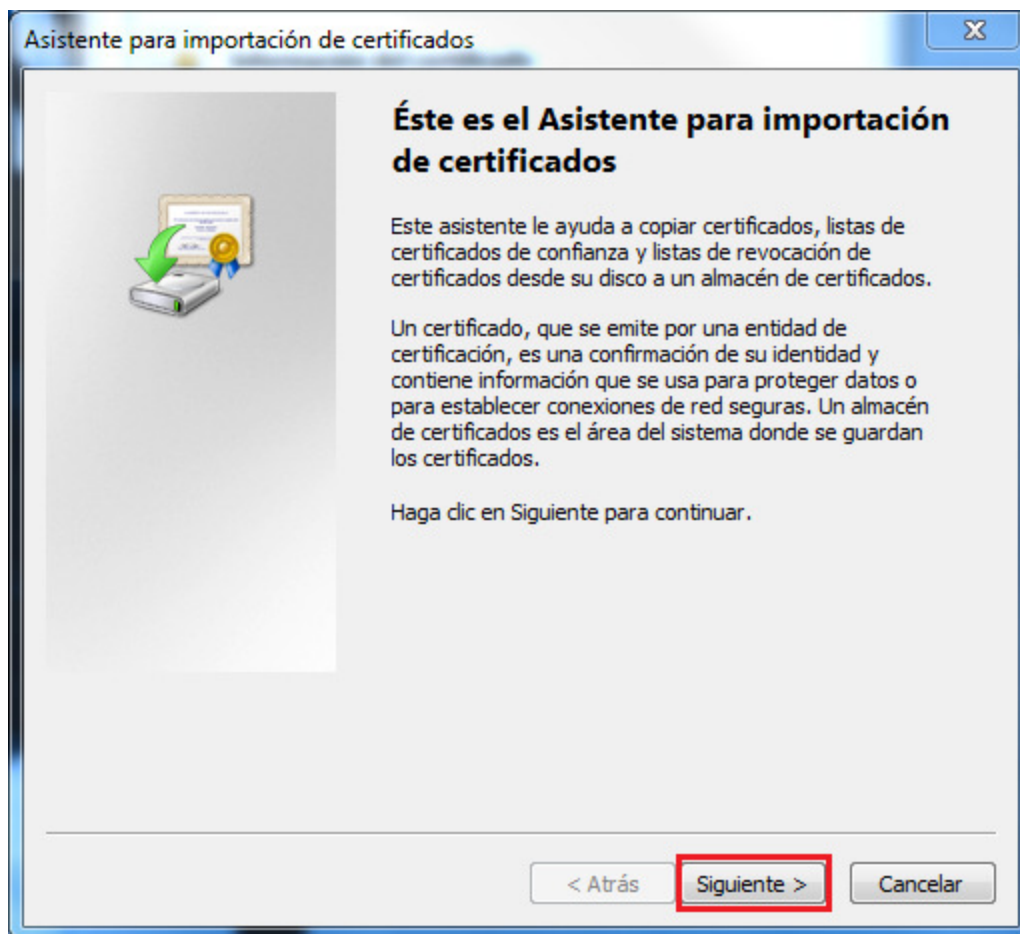 Asistente para importación de certificados
Éste es el Asistente para importación
de certificados
Este asistente le ayuda a copiar certificados, listas de
certificados de confianza y listas de revocación de
certificados desde su disco a un almacén de certificados.
Un certificado, que se emite por una entidad de
certificación, es una confirmación de su identidad y
contiene información que se usa para proteger datos o
para establecer conexiones de red seguras. Un almacén
de certificados es el área del sistema donde se guardan
los certificados.
Haga clic en Siguiente para continuar.
< Atrás
Siguiente >
Cancelar